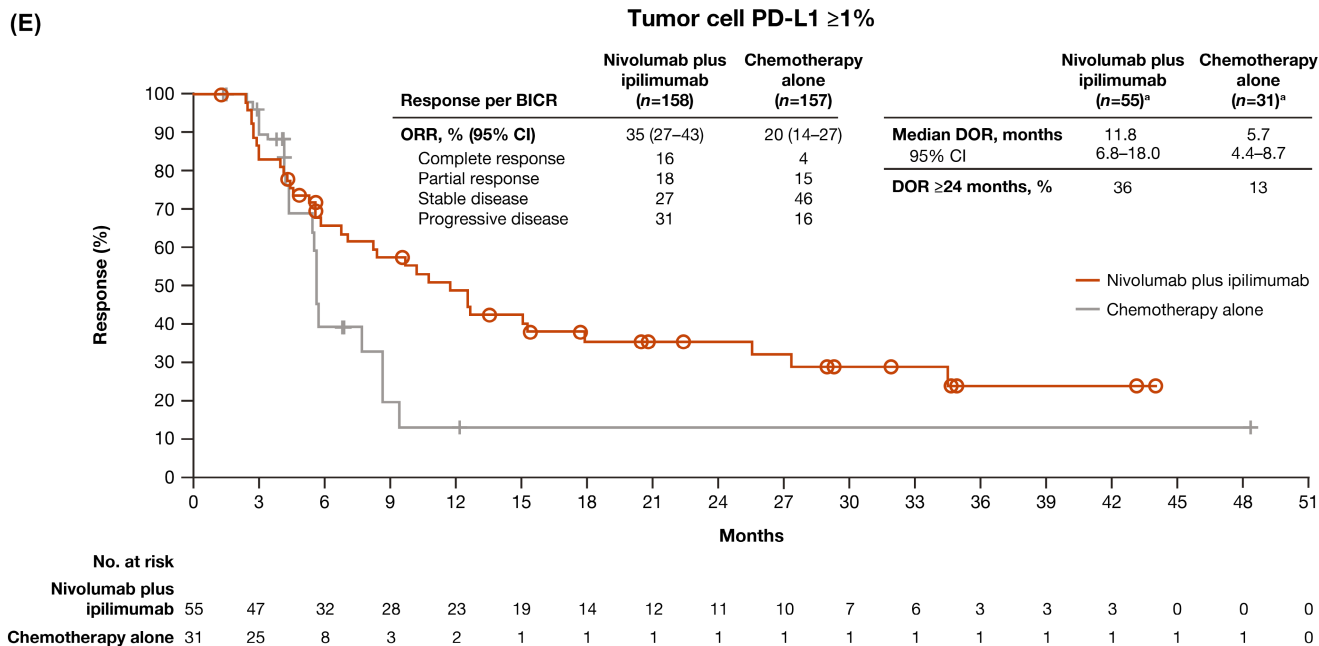 (E)
Tumor cell PD-L1 ≥1%
Nivolumab plus ipilimumab (n=158)
Chemotherapy alone (n=157)
Response per BICR
ORR, % (95% CI) 35 (27–43) 20 (14–27)
Complete response 16 4
Partial response 18 15
Stable disease 27 46
Progressive disease 31 16
Nivolumab plus ipilimumab (n=55)ᵃ
Chemotherapy alone (n=31)ᵃ
Median DOR, months 11.8 5.7
95% CI 6.8–18.0 4.4–8.7
DOR ≥24 months, % 36 13
Nivolumab plus ipilimumab
Chemotherapy alone
Response (%)
100
90
80
70
60
50
40
30
20
10
0
0 3 6 9 12 15 18 21 24 27 30 33 36 39 42 45 48 51
Months
No. at risk
Nivolumab plus
ipilimumab 55 47 32 28 23 19 14 12 11 10 7 6 3 3 3 0 0 0
Chemotherapy alone 31 25 8 3 2 1 1 1 1 1 1 1 1 1 1 1 1 0